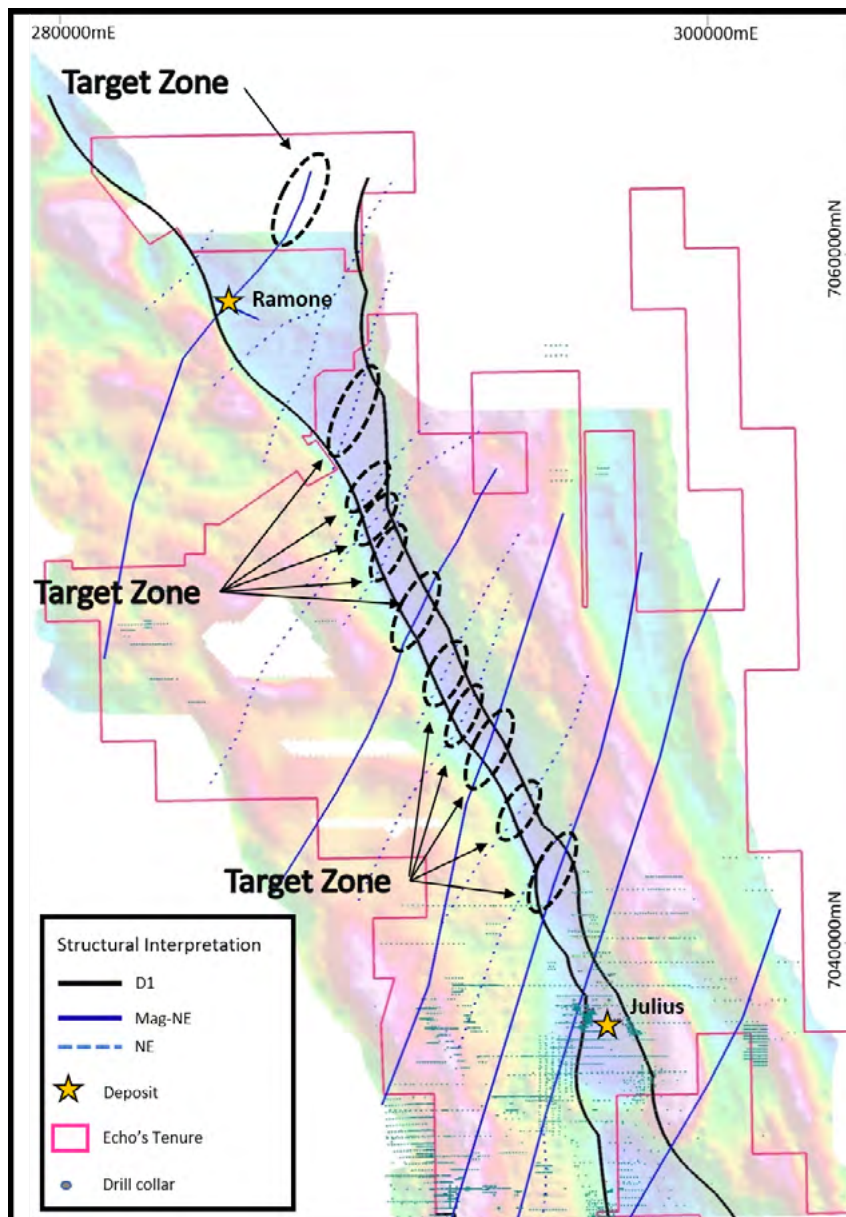 280000mE
300000mE
Target Zone
7060000mN
Ramone
Target Zone
Target Zone
7040000mN
Julius
Structural Interpretation
D1
Mag-NE
NE
Deposit
Echo's Tenure
Drill collar